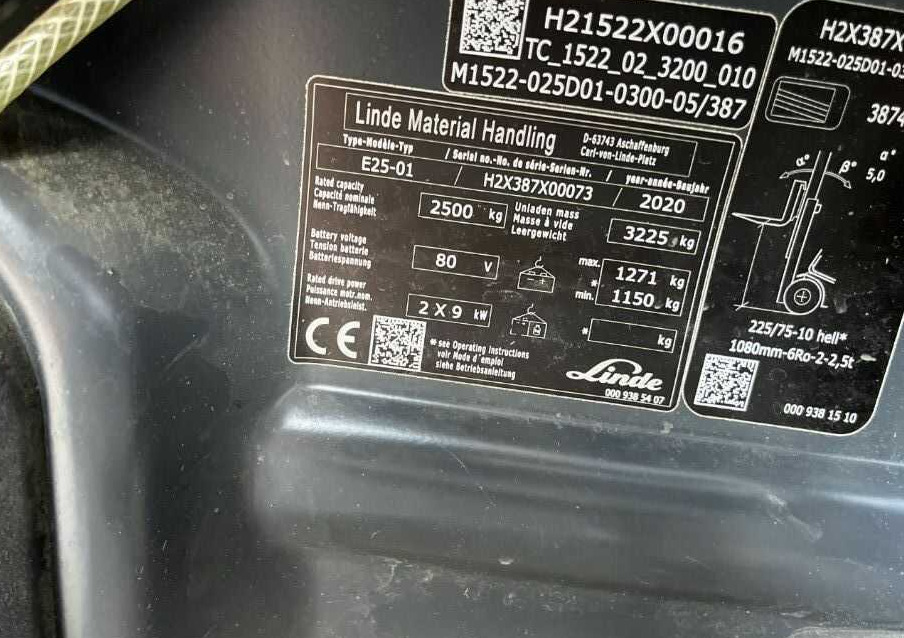 H21522X00016
TC_1522_02_3200_010
M1522-025D01-0300-05/387
Linde Material Handling
D-63743 Aschaffenburg
Carl-von-Linde-Platz
Type-Modèle-Typ / Serial no.-No. de série-Serien-Nr. / year-année-Baujahr
E25-01 / H2X387X00073 / 2020
Rated capacity
Capacité nominale
Nenn-Tragfähigkeit
2500 kg
Unladen mass
Masse à vide
Leergewicht
3225 kg
Battery voltage
Tension batterie
Batteriespannung
80 V
max. 1271 kg
*
min. 1150 kg
Rated drive power
Puissance motr.nom.
Nenn-Antriebsleist.
2 X 9 kW
* kg
CE
* see Operating Instructions
voir Mode d'emploi
siehe Betriebsanleitung
Linde
000 938 54 07
H2X387X
M1522-025D01-03
3874
α° β° α°
5,0
225/75-10 hell*
1080mm-6Ro-2-2,5t
000 938 15 10